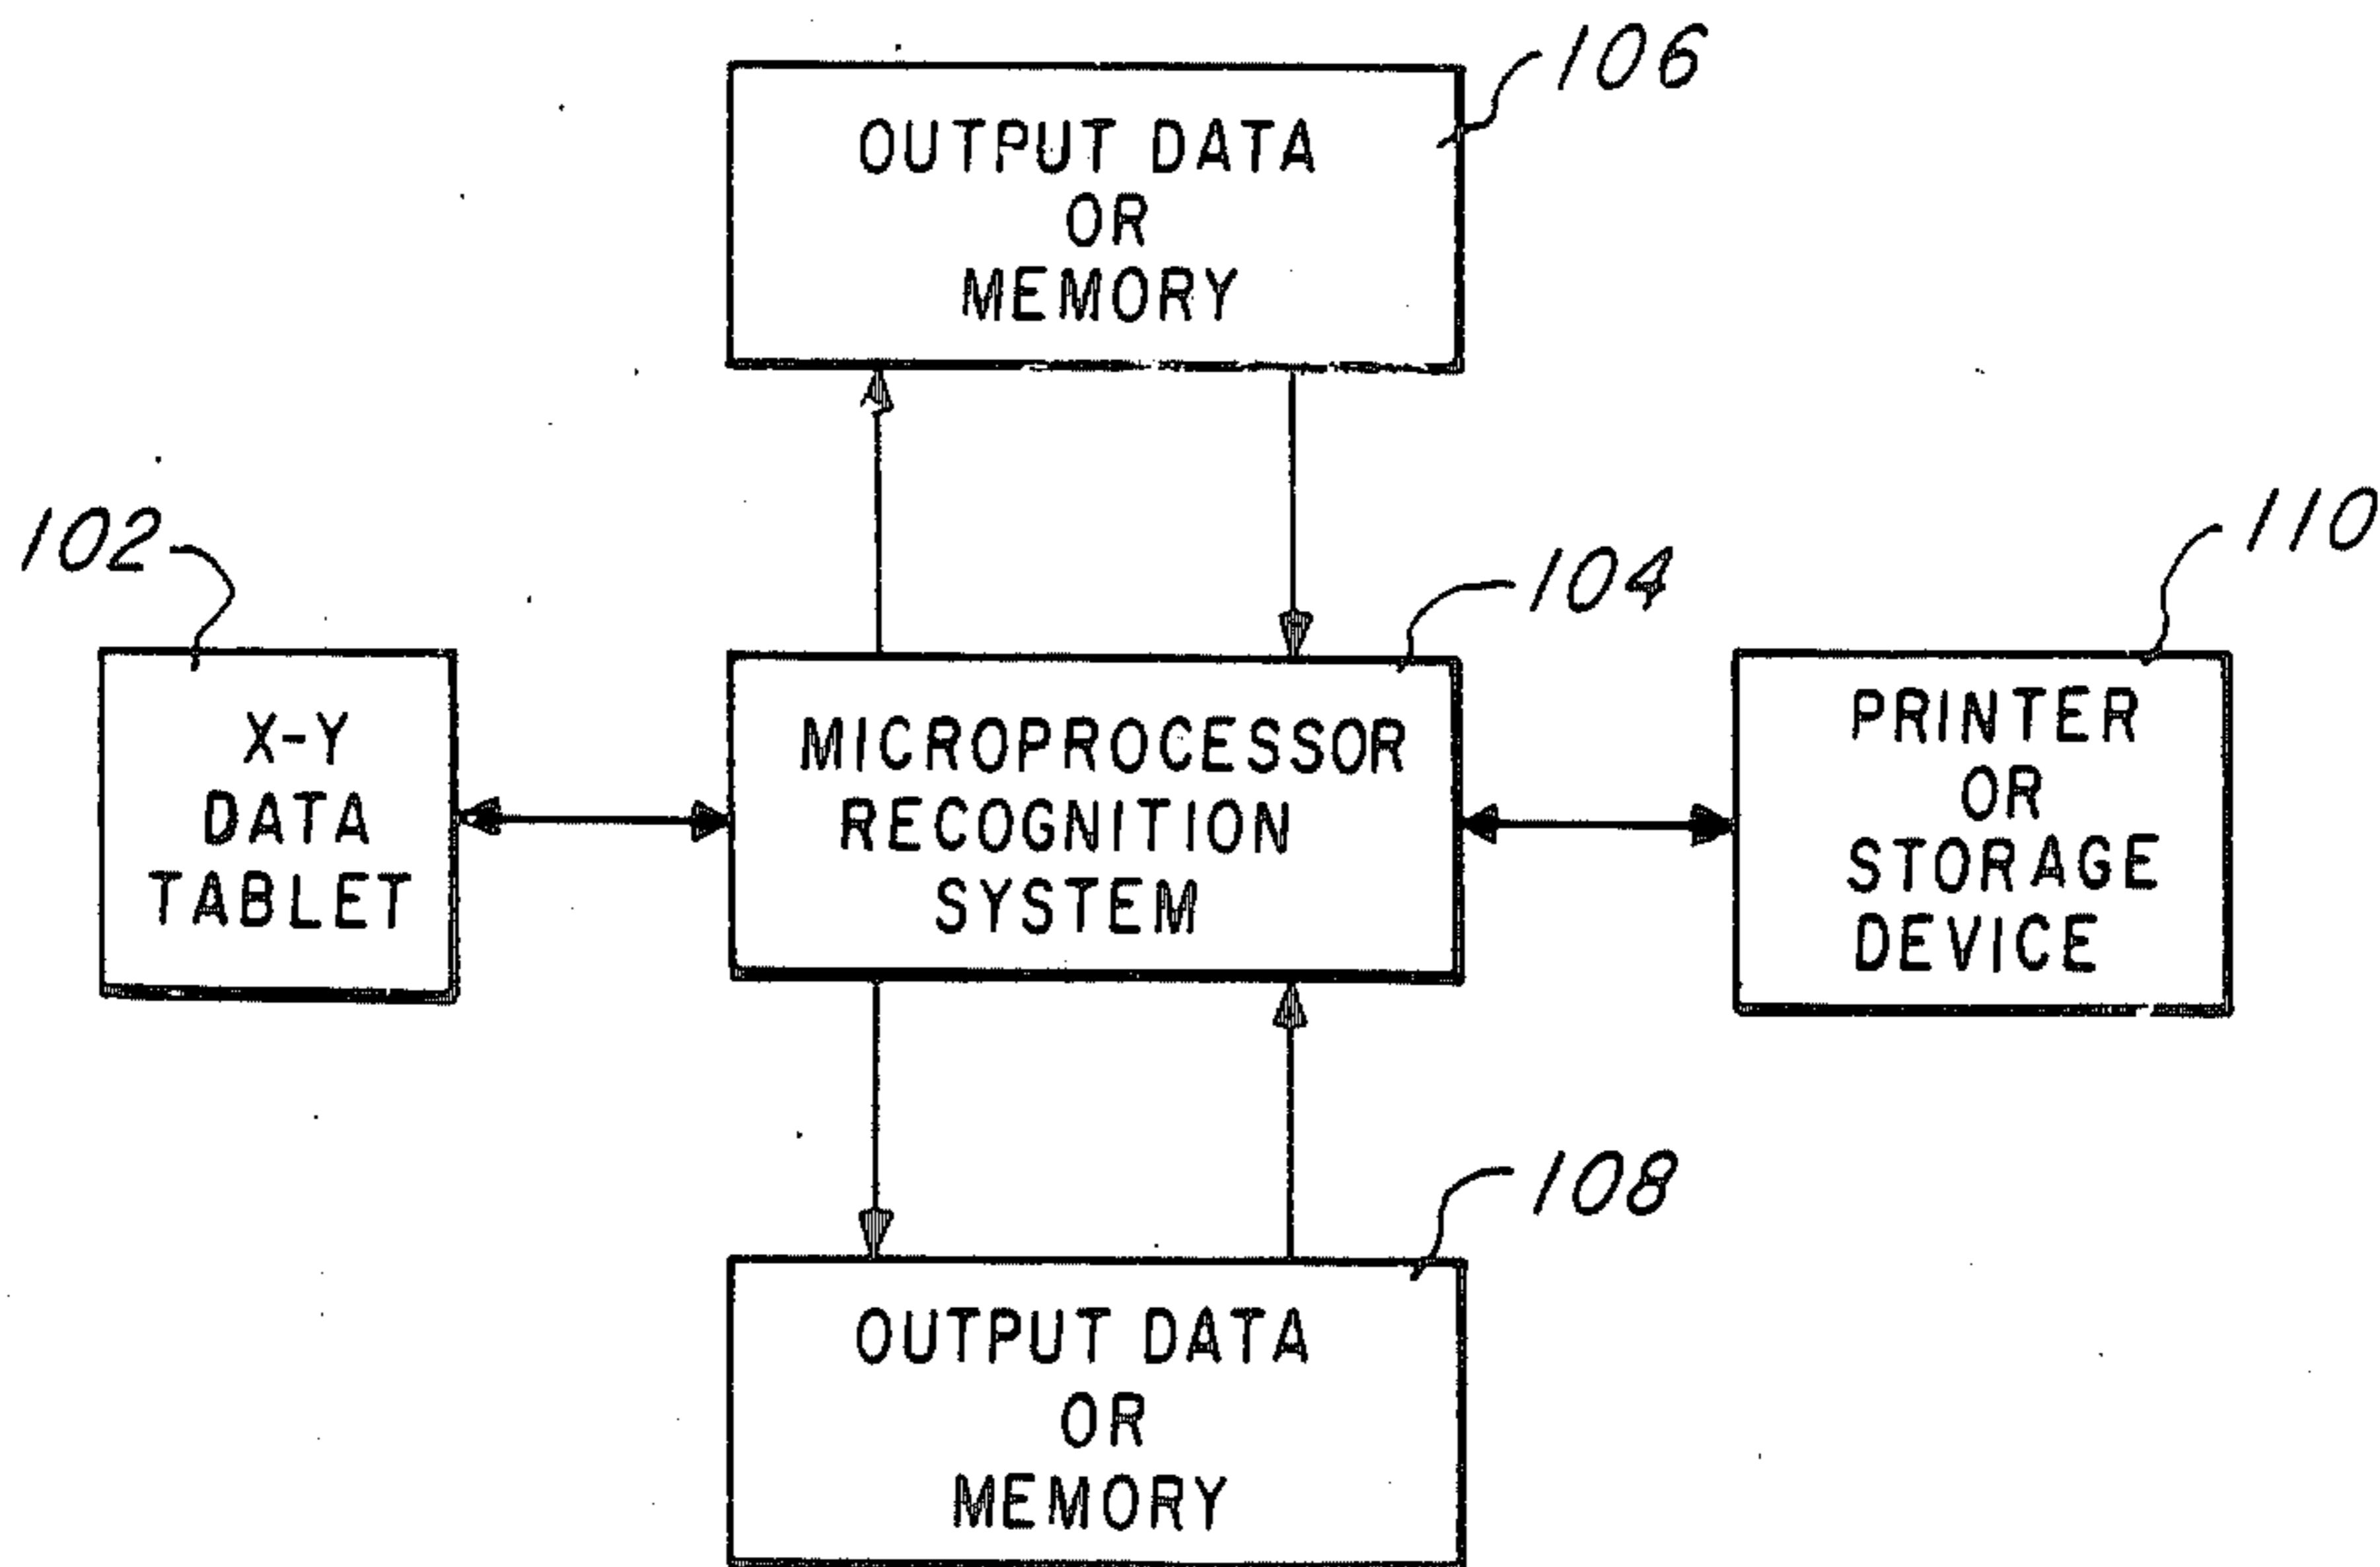 106
OUTPUT DATA
OR
MEMORY
102
104
110
X-Y
DATA
TABLET
MICROPROCESSOR
RECOGNITION
SYSTEM
PRINTER
OR
STORAGE
DEVICE
108
OUTPUT DATA
OR
MEMORY